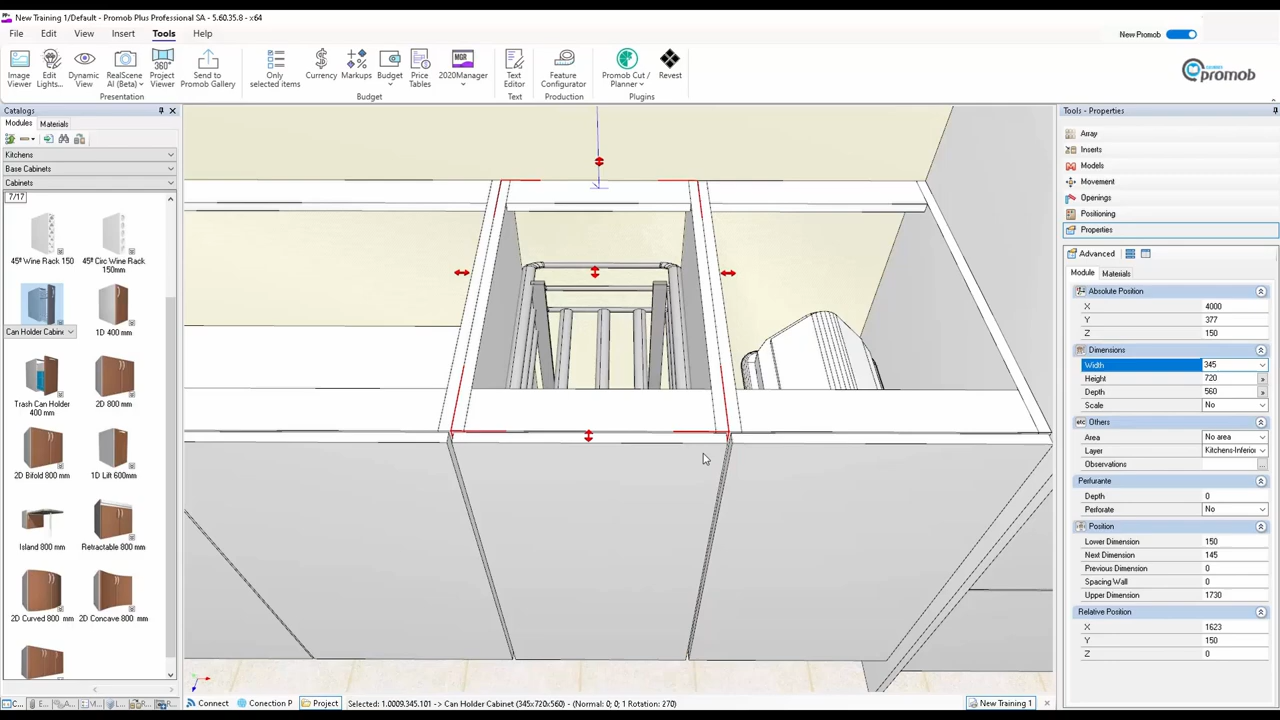 New Training 1/Default - Promob Plus Professional SA - 5.60.35.8 - x64
File Edit View Insert Tools Help
New Promob
Image Viewer
Edit Lights...
Dynamic View
RealScene AI (Beta)
Project Viewer
Send to Promob Gallery
Only selected items
Currency
Markups
Budget
Price Tables
2020Manager
Text Editor
Feature Configurator
Promob Cut / Planner
Revest
Presentation
Budget
Text
Production
Plugins
promob
Catalogs
Modules Materials
Kitchens
Base Cabinets
Cabinets
7/17
45º Wine Rack 150
45º Circ Wine Rack 150mm
Can Holder Cabin
1D 400 mm
Trash Can Holder 400 mm
2D 800 mm
2D Bifold 800 mm
1D Lift 600mm
Island 800 mm
Retractable 800 mm
2D Curved 800 mm
2D Concave 800 mm
Tools - Properties
Array
Inserts
Models
Movement
Openings
Positioning
Properties
Advanced
Module Materials
Absolute Position
X 4000
Y 377
Z 150
Dimensions
Width 345
Height 720
Depth 560
Scale No
Others
Area No area
Layer Kitchens-Inferior
Observations
Perfurante
Depth 0
Perforate No
Position
Lower Dimension 150
Next Dimension 145
Previous Dimension 0
Spacing Wall 0
Upper Dimension 1730
Relative Position
X 1623
Y 150
Z 0
Connect Conection P Project Selected: 1.0009.345.101 -> Can Holder Cabinet (345x720x560) - (Normal: 0; 0; 1 Rotation: 270) New Training 1